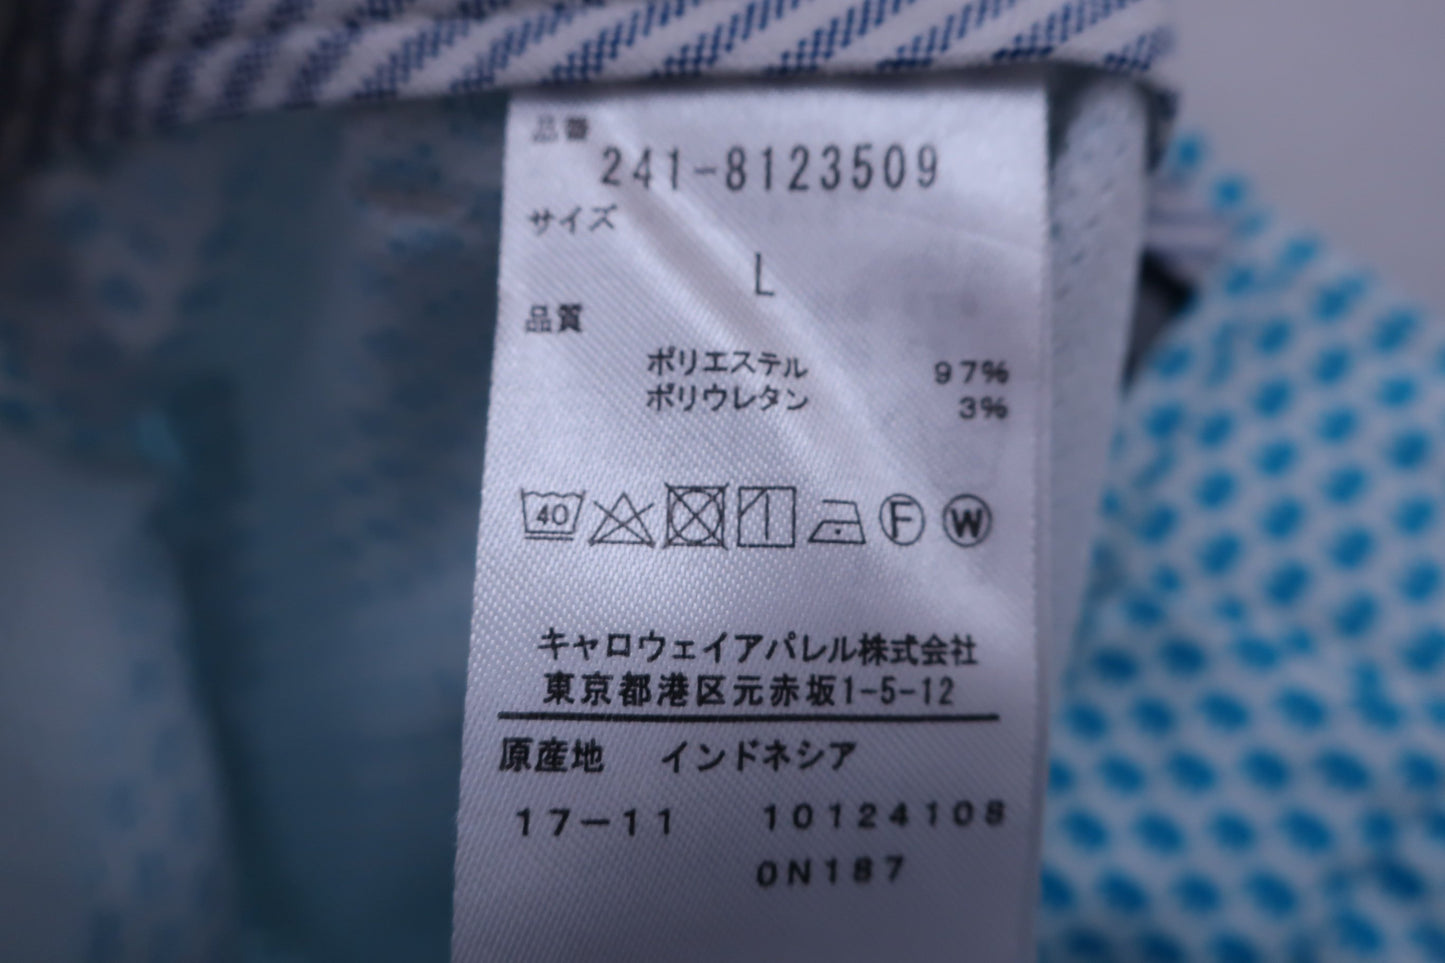 品番
241-8123509
サイズ
L
品質
ポリエステル 97%
ポリウレタン 3%
40 F W
キャロウェイアパレル株式会社
東京都港区元赤坂1-5-12
原産地 インドネシア
17-11 10124108
0N187